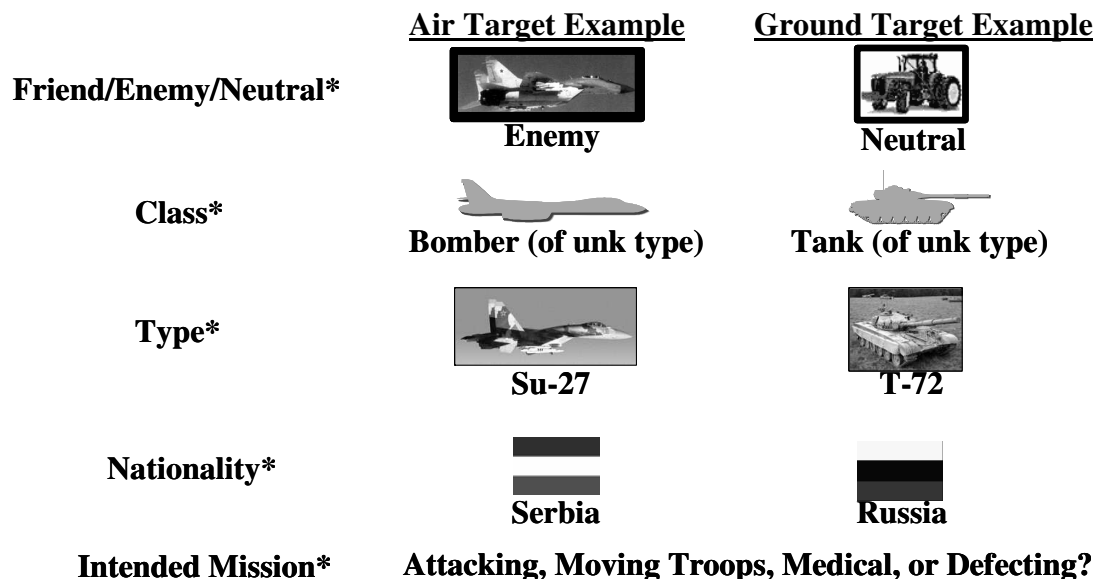 Air Target Example Ground Target Example
Friend/Enemy/Neutral*
Enemy Neutral
Class*
Bomber (of unk type) Tank (of unk type)
Type*
Su-27 T-72
Nationality*
Serbia Russia
Intended Mission* Attacking, Moving Troops, Medical, or Defecting?